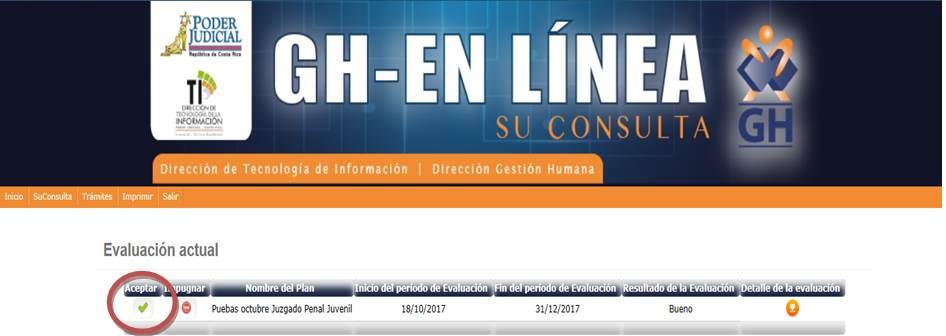 PODER
JUDICIAL
República de Costa Rica
TI
DIRECCIÓN DE
TECNOLOGÍA DE LA
INFORMACIÓN
GH-EN LÍNEA
SU CONSULTA
GH
Dirección de Tecnología de Información | Dirección Gestión Humana
Inicio SuConsulta Trámites Imprimir Salir
Evaluación actual
Aceptar Impugnar Nombre del Plan Inicio del período de Evaluación Fin del período de Evaluación Resultado de la Evaluación Detalle de la evaluación
Puebas octubre Juzgado Penal Juvenil 18/10/2017 31/12/2017 Bueno